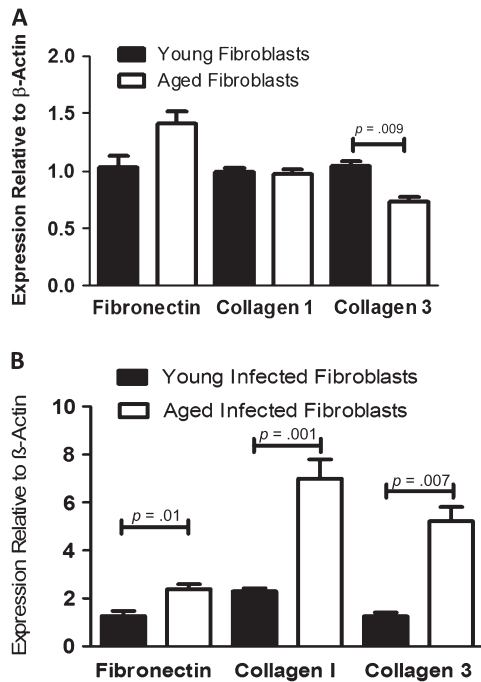 A
Expression Relative to β-Actin
Young Fibroblasts
Aged Fibroblasts
2.0
1.5
1.0
0.5
0.0
p = .009
Fibronectin Collagen 1 Collagen 3
B
Expression Relative to ß-Actin
Young Infected Fibroblasts
Aged Infected Fibroblasts
10
8
6
4
2
0
p = .01
p = .001
p = .007
Fibronectin Collagen I Collagen 3